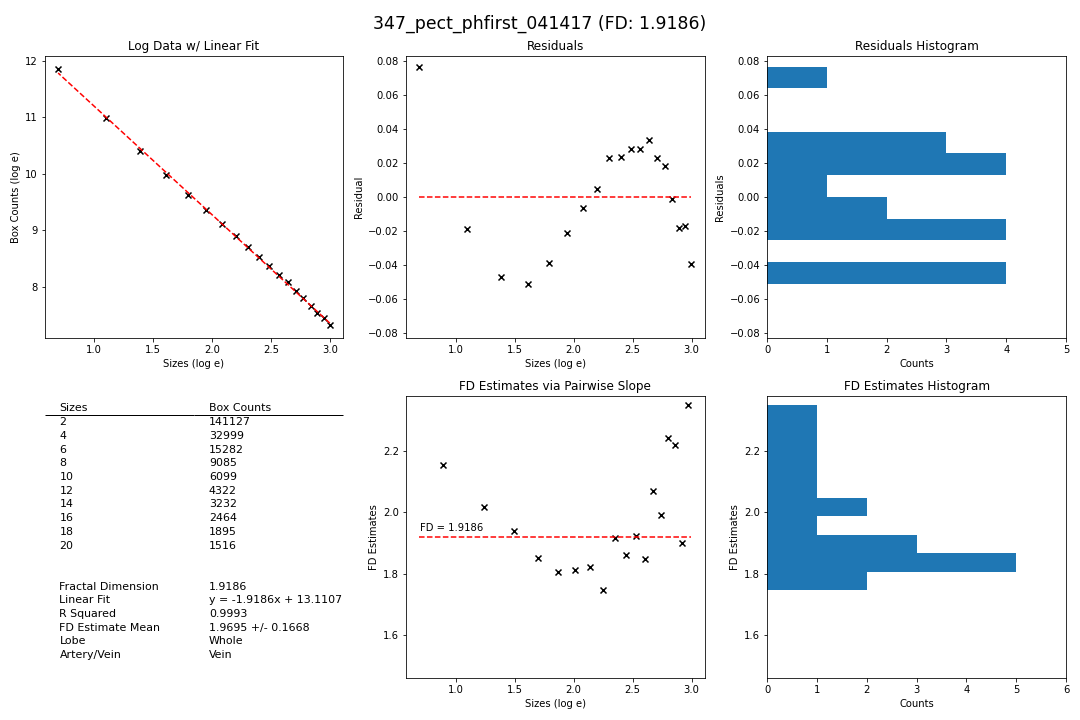 347_pect_phfirst_041417 (FD: 1.9186)
Log Data w/ Linear Fit
12
11
10
9
8
1.0 1.5 2.0 2.5 3.0
Box Counts (log e)
Sizes (log e)
Residuals
0.08
0.06
0.04
0.02
0.00
−0.02
−0.04
−0.06
−0.08
1.0 1.5 2.0 2.5 3.0
Residual
Sizes (log e)
Residuals Histogram
0.08
0.06
0.04
0.02
0.00
−0.02
−0.04
−0.06
−0.08
0 1 2 3 4 5
Residuals
Counts
Sizes Box Counts
2 141127
4 32999
6 15282
8 9085
10 6099
12 4322
14 3232
16 2464
18 1895
20 1516
Fractal Dimension 1.9186
Linear Fit y = -1.9186x + 13.1107
R Squared 0.9993
FD Estimate Mean 1.9695 +/- 0.1668
Lobe Whole
Artery/Vein Vein
FD Estimates via Pairwise Slope
2.2
2.0
1.8
1.6
FD = 1.9186
1.0 1.5 2.0 2.5 3.0
FD Estimates
Sizes (log e)
FD Estimates Histogram
2.2
2.0
1.8
1.6
0 1 2 3 4 5 6
FD Estimates
Counts